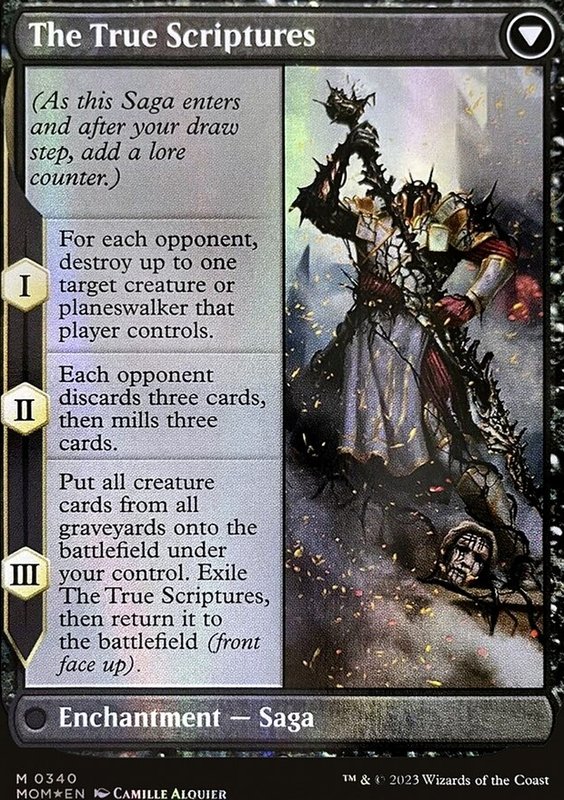 The True Scriptures
(As this Saga enters
and after your draw
step, add a lore
counter.)
I
For each opponent,
destroy up to one
target creature or
planeswalker that
player controls.
II
Each opponent
discards three cards,
then mills three
cards.
III
Put all creature
cards from all
graveyards onto the
battlefield under
your control. Exile
The True Scriptures,
then return it to
the battlefield (front
face up).
Enchantment — Saga
M 0340
MOM★EN Camille Alquier
™ & © 2023 Wizards of the Coast